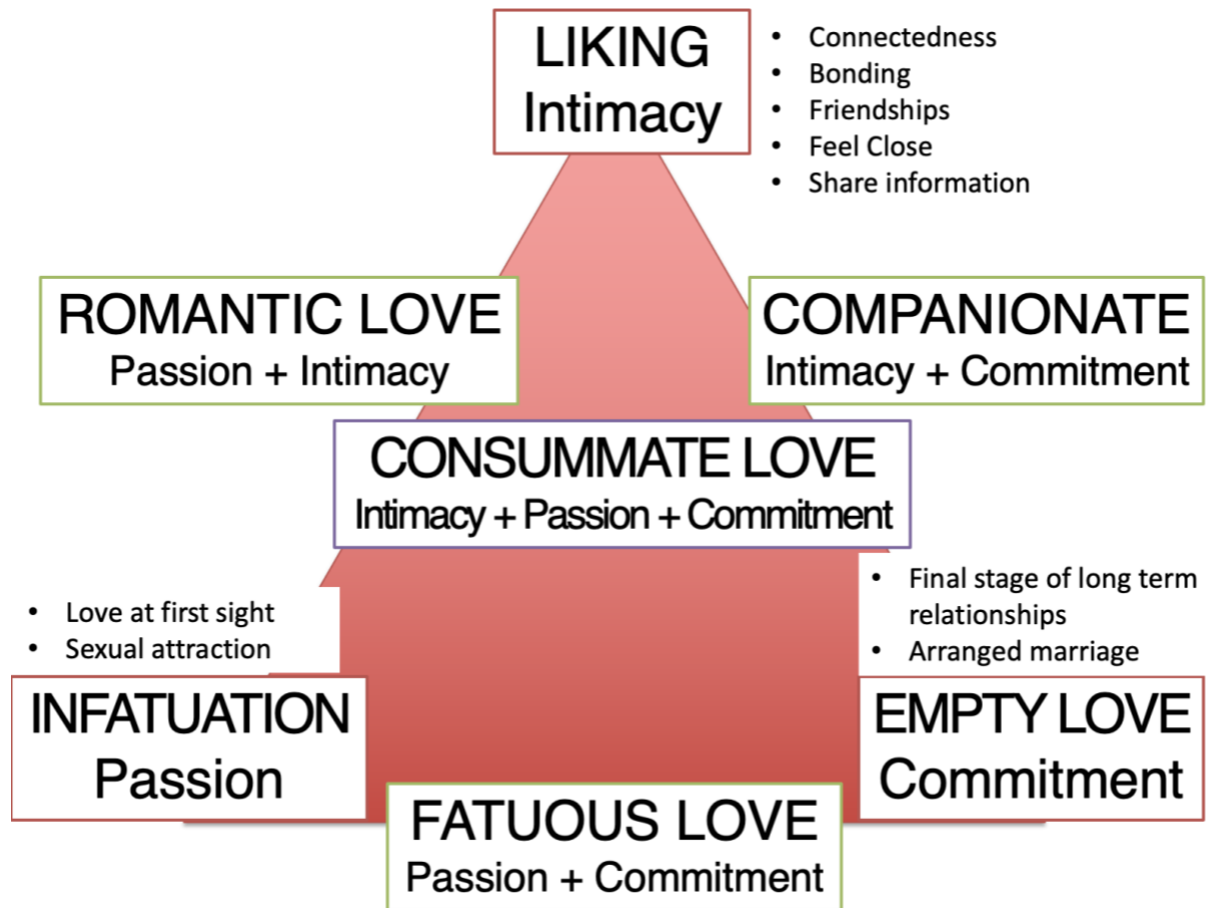 LIKING
Intimacy
• Connectedness
• Bonding
• Friendships
• Feel Close
• Share information
ROMANTIC LOVE
Passion + Intimacy
COMPANIONATE
Intimacy + Commitment
CONSUMMATE LOVE
Intimacy + Passion + Commitment
• Love at first sight
• Sexual attraction
INFATUATION
Passion
• Final stage of long term
relationships
• Arranged marriage
EMPTY LOVE
Commitment
FATUOUS LOVE
Passion + Commitment